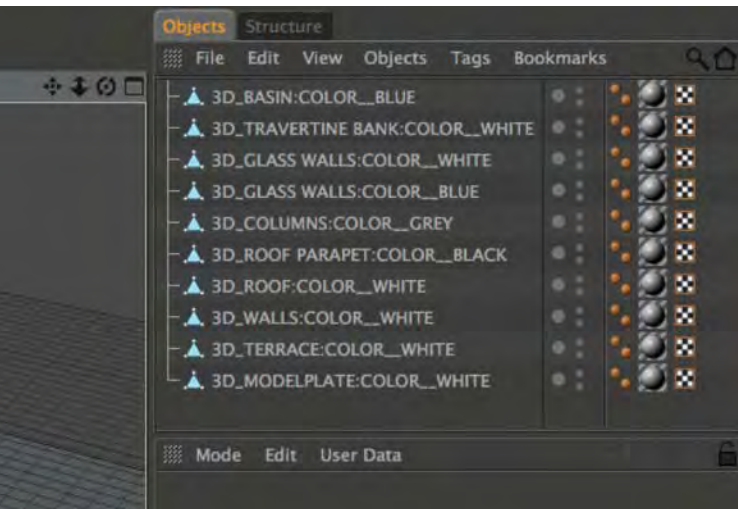 Objects Structure
File Edit View Objects Tags Bookmarks
3D_BASIN:COLOR__BLUE
3D_TRAVERTINE BANK:COLOR__WHITE
3D_GLASS WALLS:COLOR__WHITE
3D_GLASS WALLS:COLOR__BLUE
3D_COLUMNS:COLOR__GREY
3D_ROOF PARAPET:COLOR__BLACK
3D_ROOF:COLOR__WHITE
3D_WALLS:COLOR__WHITE
3D_TERRACE:COLOR__WHITE
3D_MODELPLATE:COLOR__WHITE
Mode Edit User Data